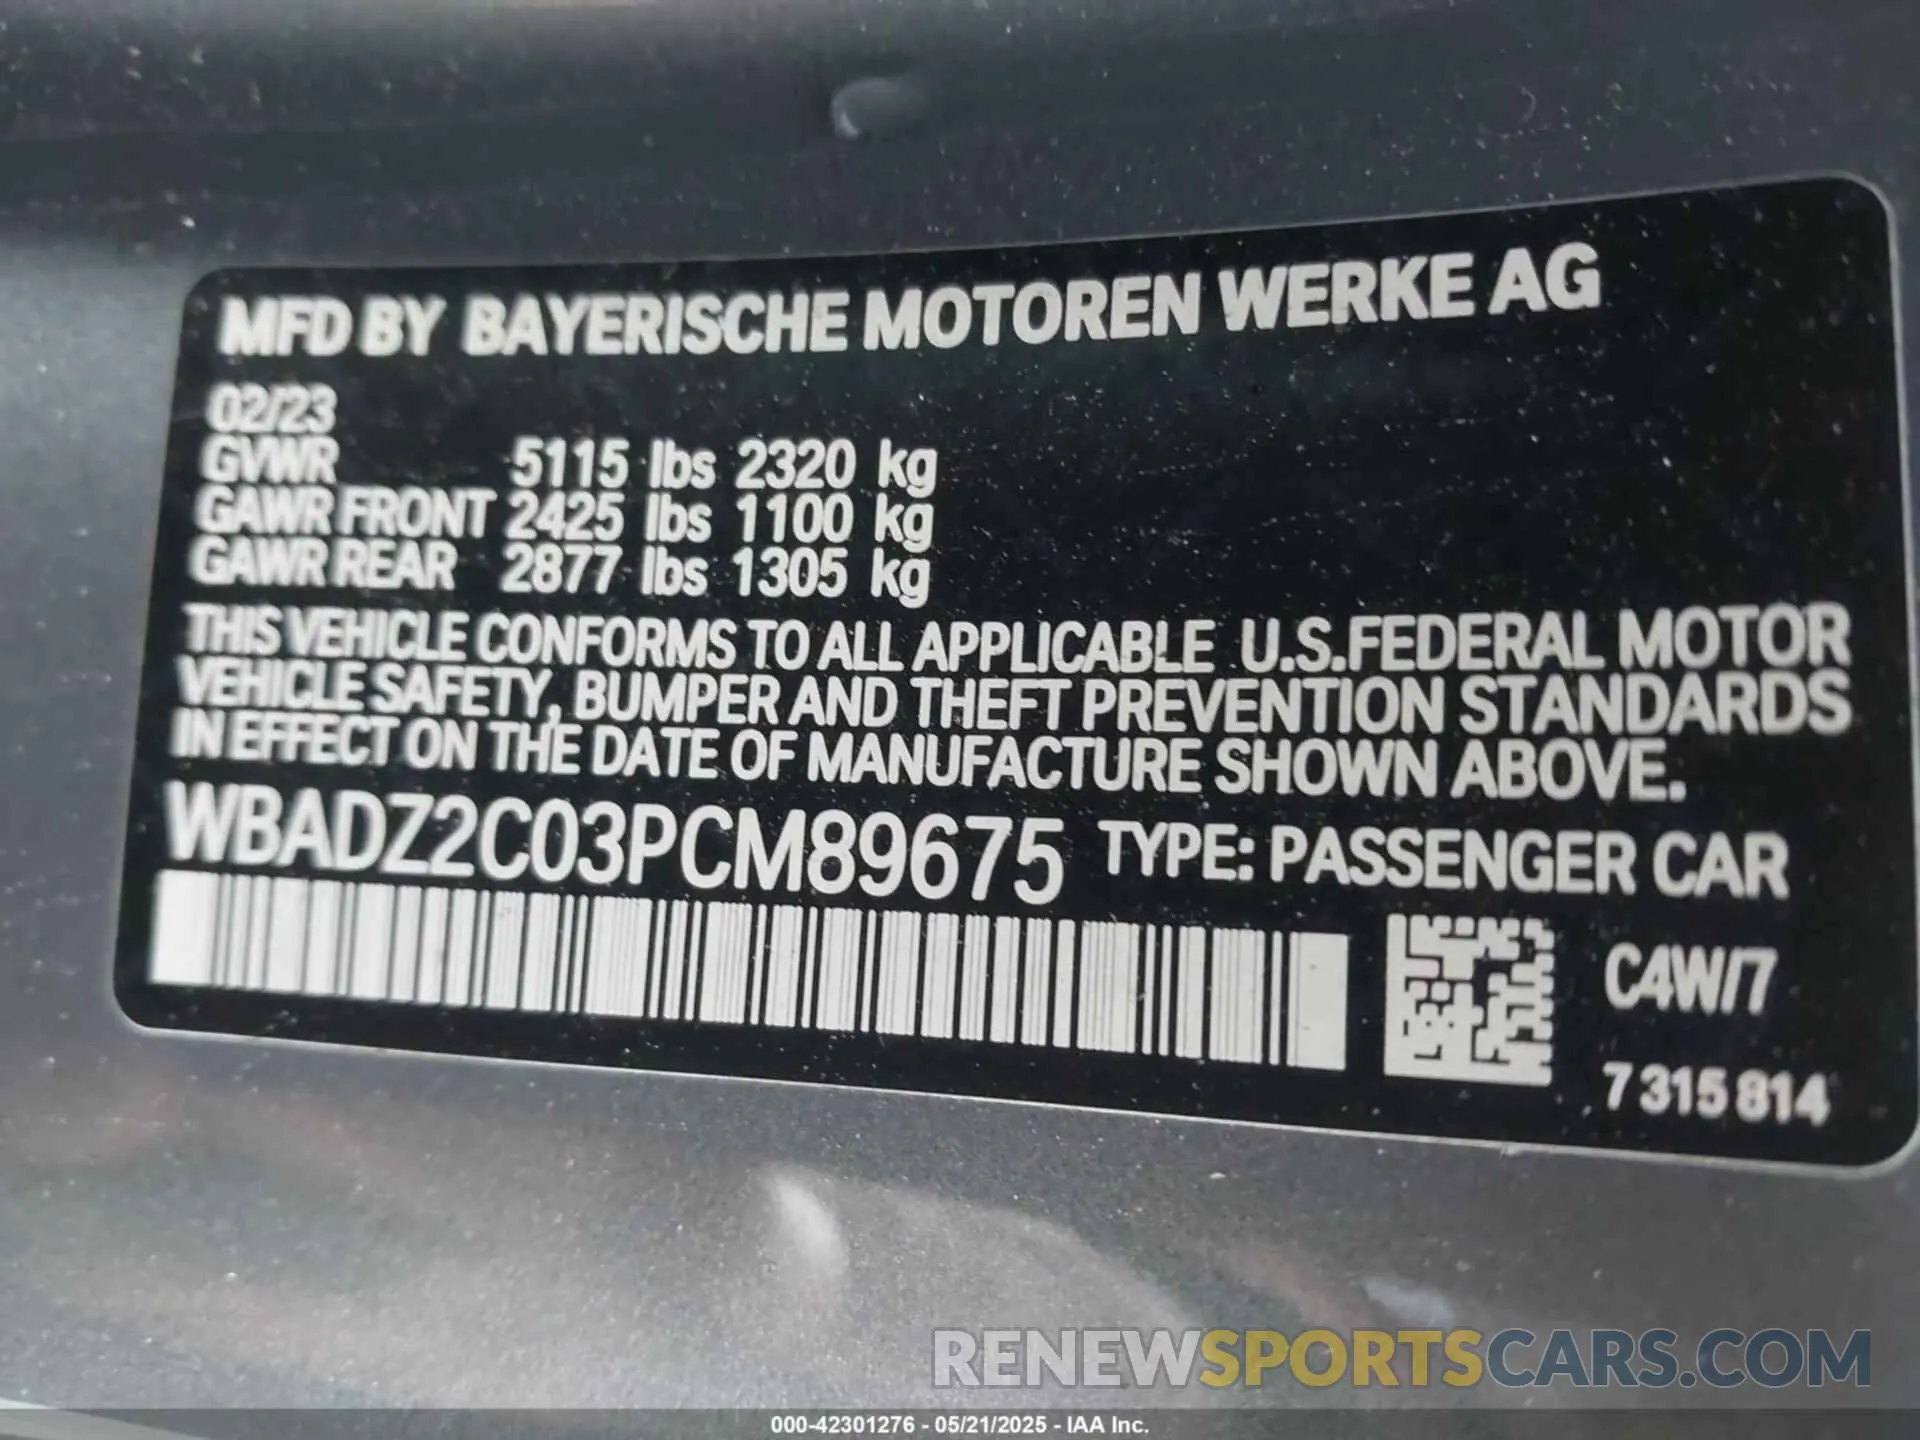 MFD BY BAYERISCHE MOTOREN WERKE AG
02/23
GVWR 5115 lbs 2320 kg
GAWR FRONT 2425 lbs 1100 kg
GAWR REAR 2877 lbs 1305 kg
THIS VEHICLE CONFORMS TO ALL APPLICABLE U.S.FEDERAL MOTOR
VEHICLE SAFETY, BUMPER AND THEFT PREVENTION STANDARDS
IN EFFECT ON THE DATE OF MANUFACTURE SHOWN ABOVE.
WBADZ2C03PCM89675 TYPE: PASSENGER CAR
C4W/7
7 315 814
RENEWSPORTSCARS.COM
000-42301276 - 05/21/2025 - IAA Inc.